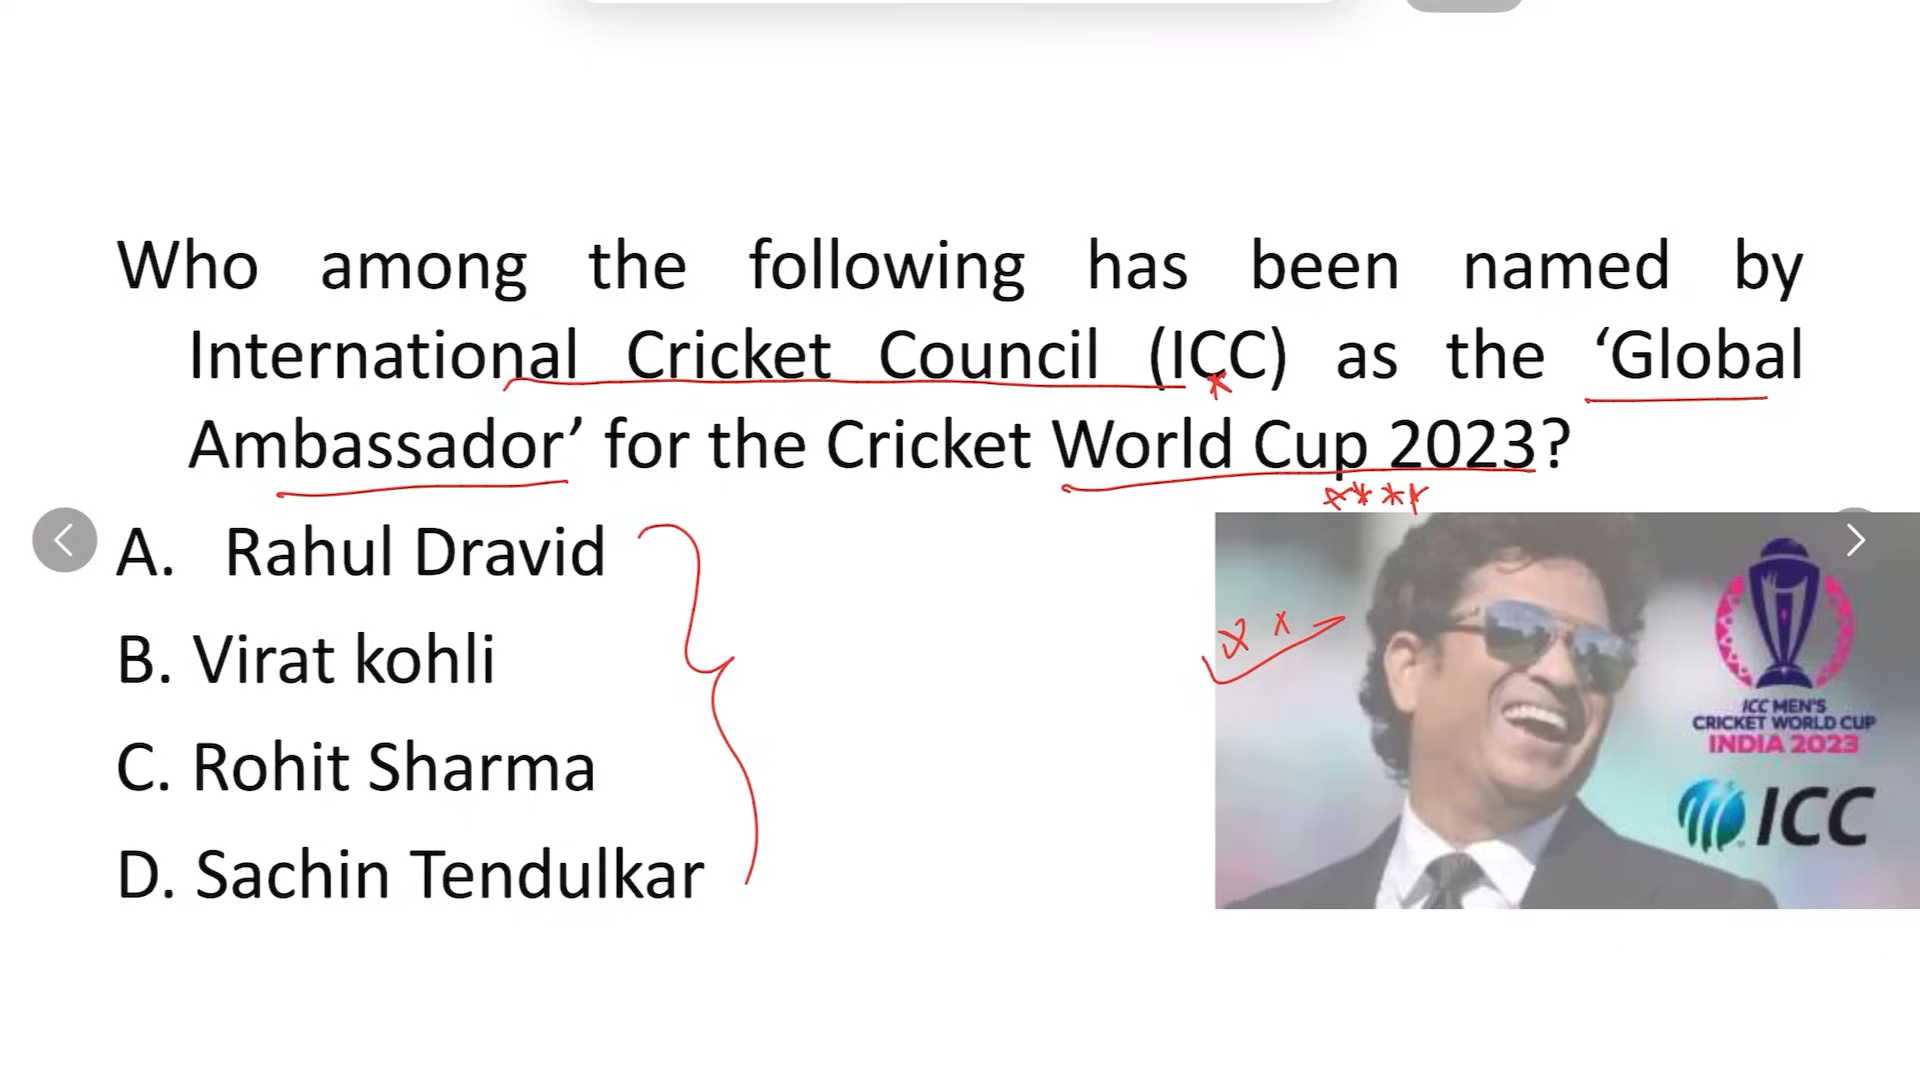 Who among the following has been named by
International Cricket Council (ICC) as the ‘Global
Ambassador’ for the Cricket World Cup 2023?
A. Rahul Dravid
B. Virat kohli
C. Rohit Sharma
D. Sachin Tendulkar
ICC MEN'S
CRICKET WORLD CUP
INDIA 2023
ICC